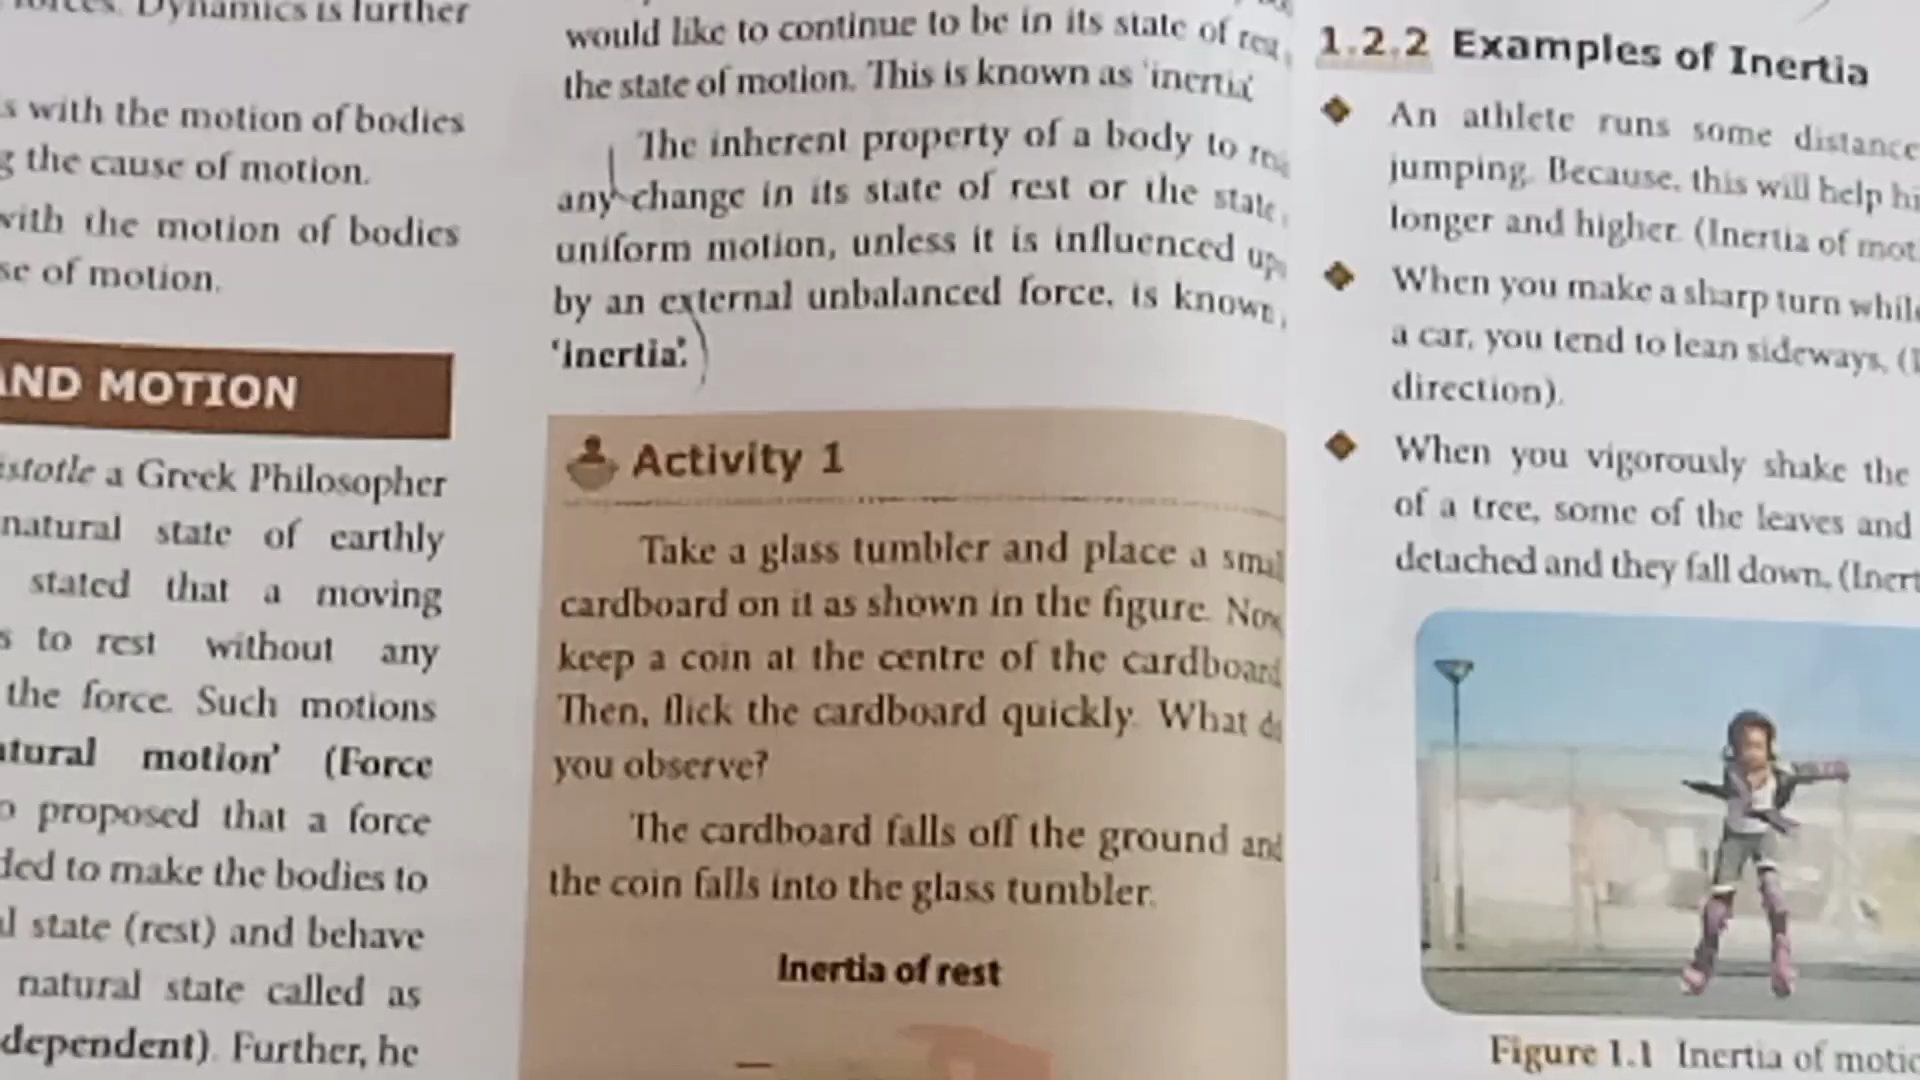 Dynamics is further
with the motion of bodies
the cause of motion.
with the motion of bodies
of motion.
AND MOTION
a Greek Philosopher
natural state of earthly
stated that a moving
to rest without any
the force. Such motions
motion' (Force
proposed that a force
to make the bodies to
state (rest) and behave
natural state called as
dependent). Further, he
would like to continue to be in its state of
the state of motion. This is known as 'inertia'.
The inherent property of a body to
any change in its state of rest or the state
uniform motion, unless it is influenced
by an external unbalanced force, is known
'inertia'.
Activity 1
Take a glass tumbler and place a
cardboard on it as shown in the figure. Now
keep a coin at the centre of the cardboard
Then, flick the cardboard quickly. What
you observe?
The cardboard falls off the ground and
the coin falls into the glass tumbler.
Inertia of rest
1.2.2 Examples of Inertia
An athlete runs some distance
jumping. Because, this will help
longer and higher. (Inertia of
When you make a sharp turn
a car, you tend to lean sideways,
direction).
When you vigorously shake the
of a tree, some of the leaves and
detached and they fall down,
Figure 1.1 Inertia of